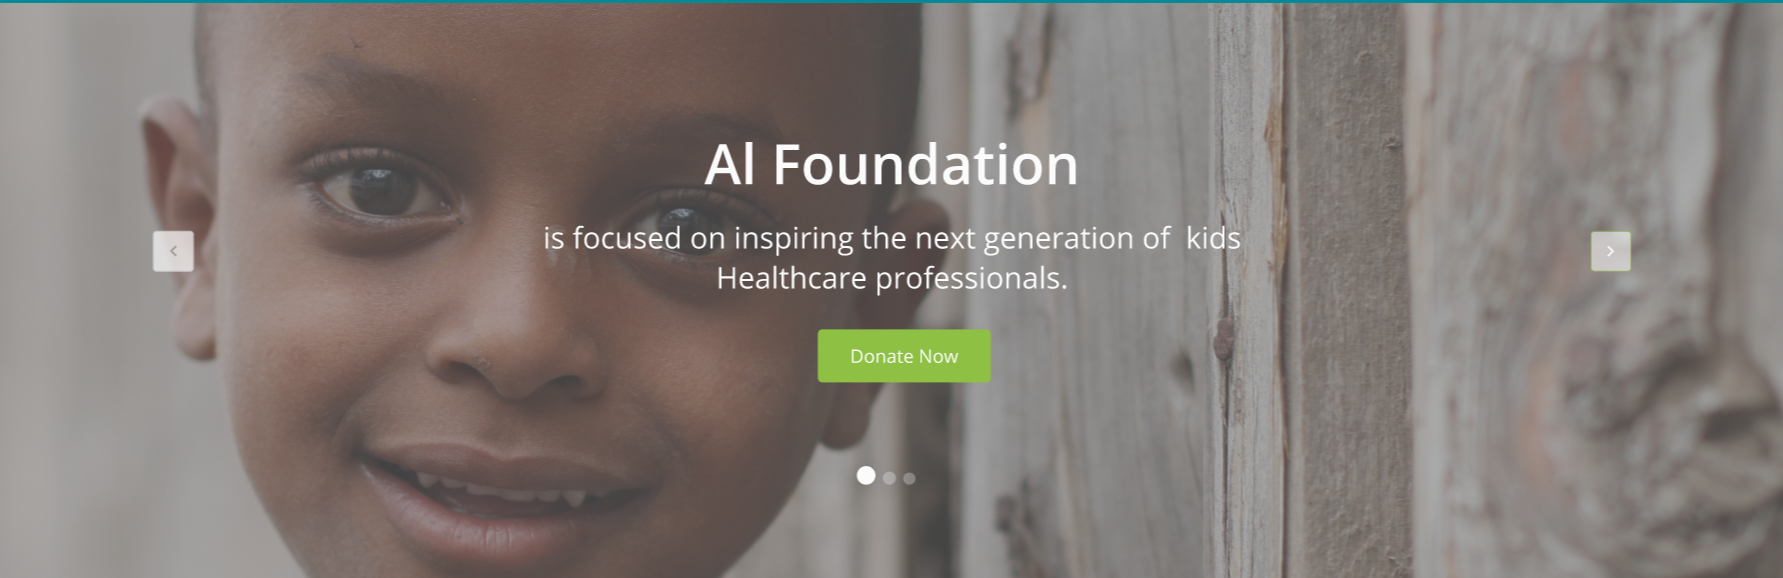 Al Foundation
is focused on inspiring the next generation of  kids
Healthcare professionals.
Donate Now